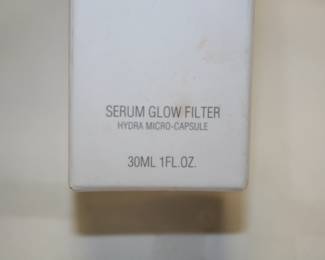 SERUM GLOW FILTER
HYDRA MICRO-CAPSULE
30ML 1FL.OZ.